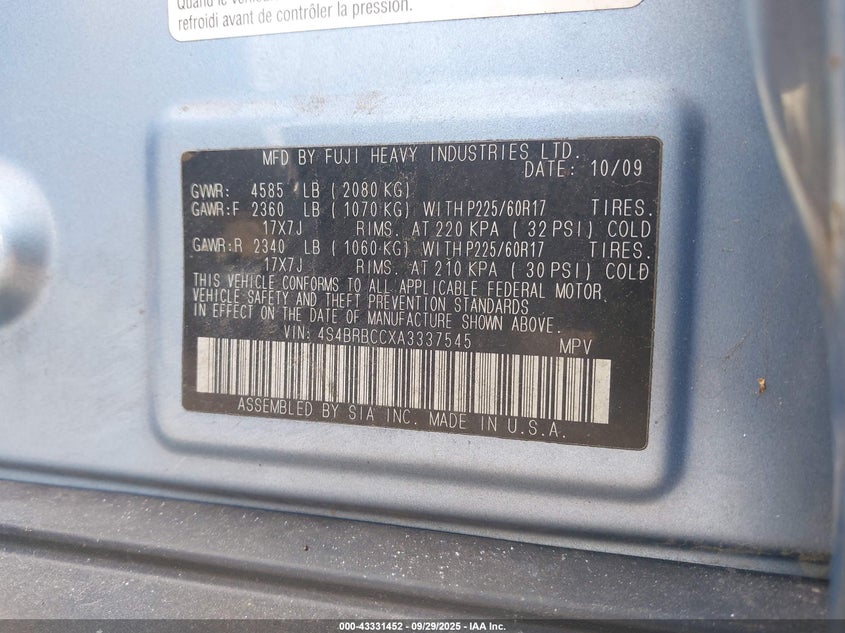 Quand le véhicule
refroidi avant de contrôler la pression.
MFD BY FUJI HEAVY INDUSTRIES LTD.
DATE: 10/09
GVWR: 4585 LB ( 2080 KG)
GAWR:F 2360 LB ( 1070 KG) WITH P225/60R17 TIRES.
17X7J RIMS. AT 220 KPA ( 32 PSI) COLD
GAWR:R 2340 LB ( 1060 KG) WITH P225/60R17 TIRES.
17X7J RIMS. AT 210 KPA ( 30 PSI) COLD
THIS VEHICLE CONFORMS TO ALL APPLICABLE FEDERAL MOTOR
VEHICLE SAFETY AND THEFT PREVENTION STANDARDS
IN EFFECT ON THE DATE OF MANUFACTURE SHOWN ABOVE.
VIN: 4S4BRBCCXA3337545 MPV
ASSEMBLED BY SIA INC. MADE IN U.S.A.
000-43331452 - 09/29/2025 - IAA Inc.